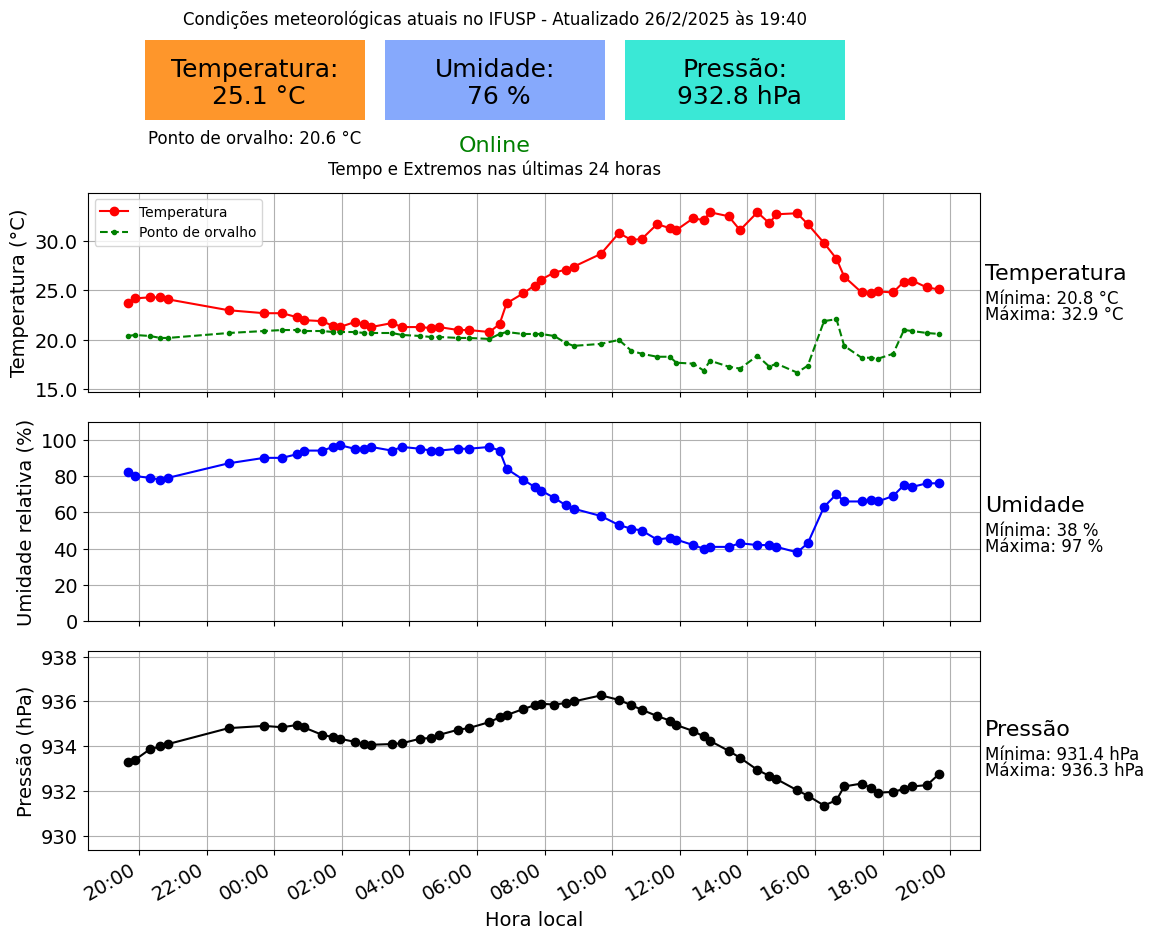 Condições meteorológicas atuais no IFUSP - Atualizado 26/2/2025 às 19:40
Temperatura:
25.1 °C
Umidade:
76 %
Pressão:
932.8 hPa
Ponto de orvalho: 20.6 °C
Online
Tempo e Extremos nas últimas 24 horas
Temperatura (°C)
30.0
25.0
20.0
15.0
Temperatura
Ponto de orvalho
Temperatura
Mínima: 20.8 °C
Máxima: 32.9 °C
Umidade relativa (%)
100
80
60
40
20
0
Umidade
Mínima: 38 %
Máxima: 97 %
Pressão (hPa)
938
936
934
932
930
Pressão
Mínima: 931.4 hPa
Máxima: 936.3 hPa
20:00 22:00 00:00 02:00 04:00 06:00 08:00 10:00 12:00 14:00 16:00 18:00 20:00
Hora local